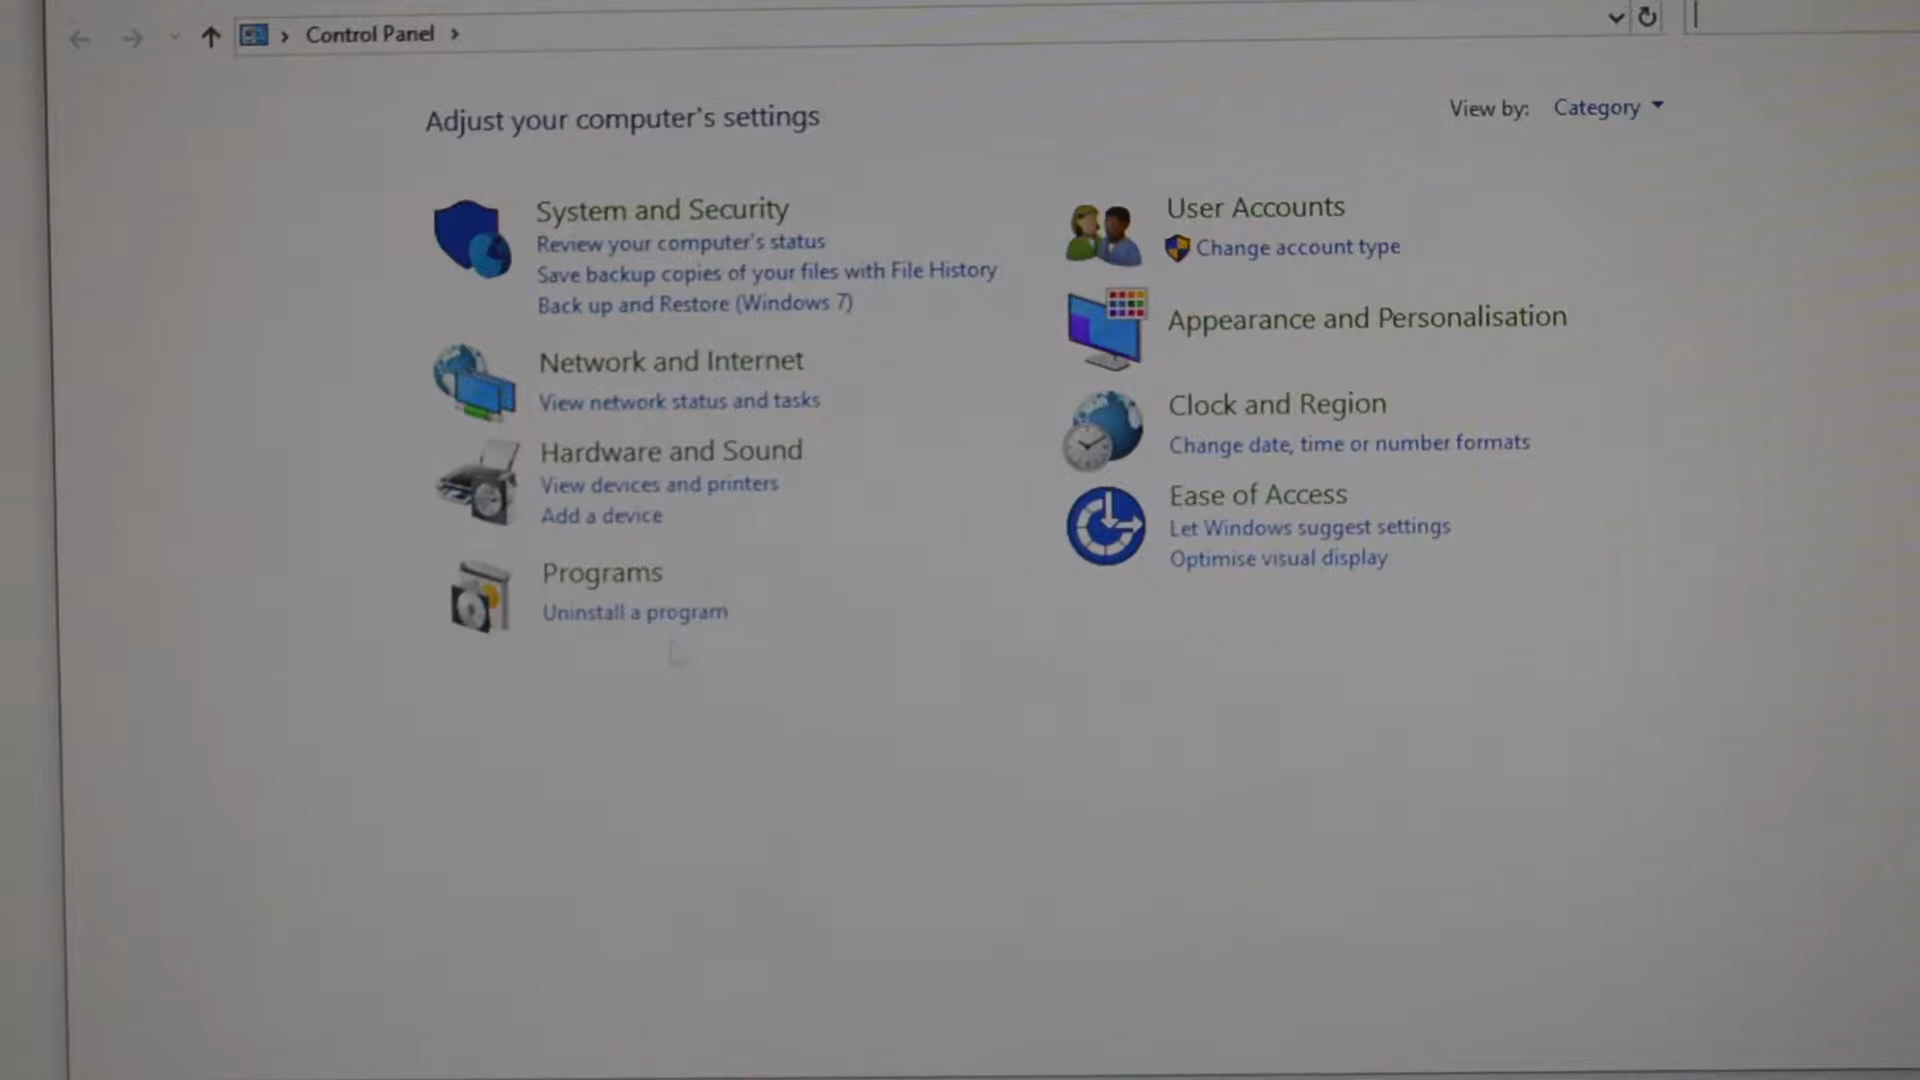 Control Panel
Adjust your computer's settings
View by: Category
System and Security
Review your computer's status
Save backup copies of your files with File History
Back up and Restore (Windows 7)
Network and Internet
View network status and tasks
Hardware and Sound
View devices and printers
Add a device
Programs
Uninstall a program
User Accounts
Change account type
Appearance and Personalisation
Clock and Region
Change date, time or number formats
Ease of Access
Let Windows suggest settings
Optimise visual display